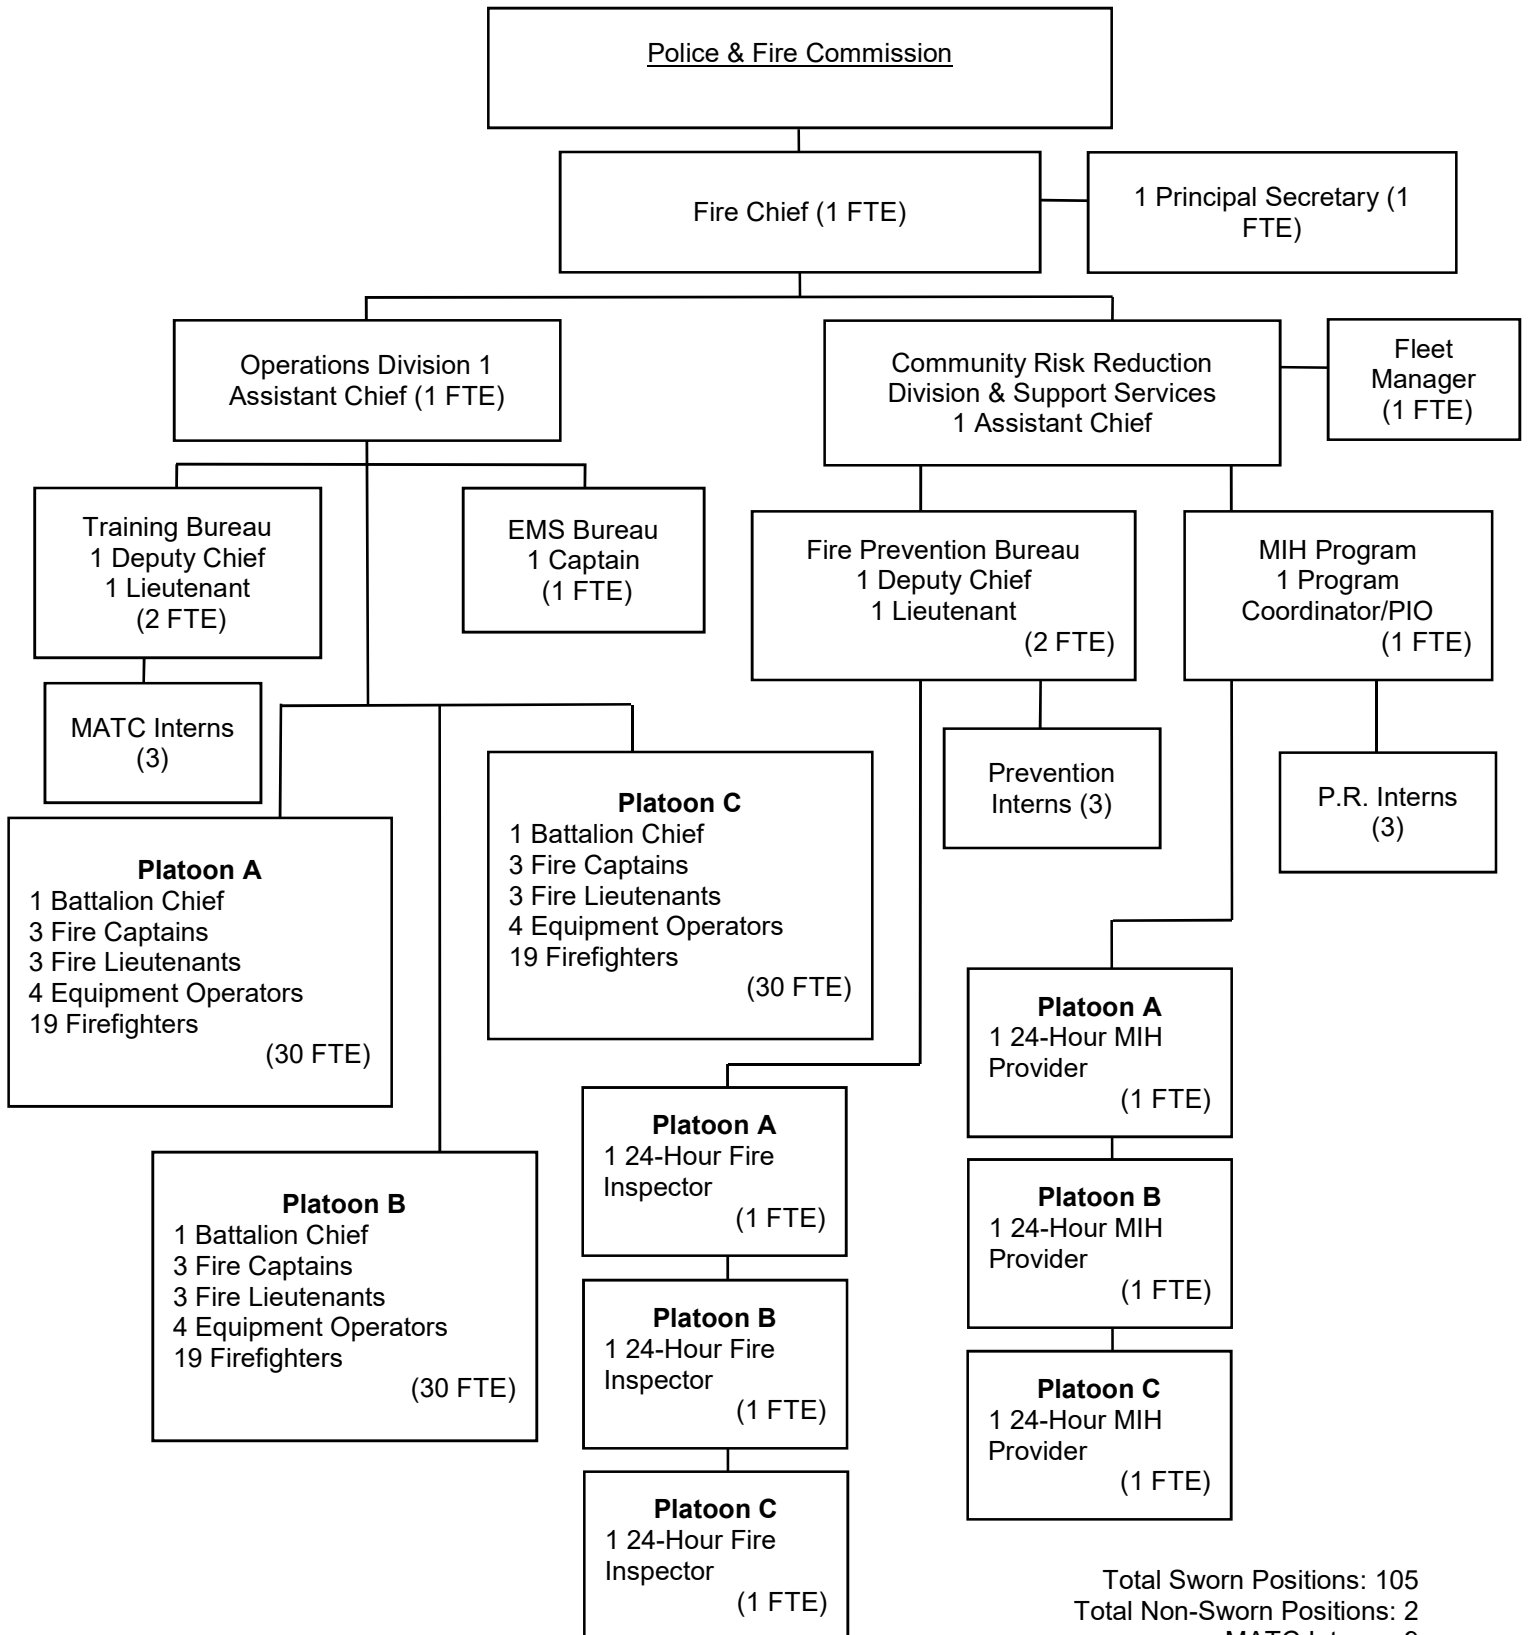 Police & Fire Commission
Fire Chief (1 FTE)
1 Principal Secretary (1
FTE)
Operations Division 1
Assistant Chief (1 FTE)
Community Risk Reduction
Division & Support Services
1 Assistant Chief
Fleet
Manager
(1 FTE)
Training Bureau
1 Deputy Chief
1 Lieutenant
(2 FTE)
EMS Bureau
1 Captain
(1 FTE)
Fire Prevention Bureau
1 Deputy Chief
1 Lieutenant
(2 FTE)
MIH Program
1 Program
Coordinator/PIO
(1 FTE)
MATC Interns
(3)
Prevention
Interns (3)
P.R. Interns
(3)
Platoon A
1 Battalion Chief
3 Fire Captains
3 Fire Lieutenants
4 Equipment Operators
19 Firefighters
(30 FTE)
Platoon C
1 Battalion Chief
3 Fire Captains
3 Fire Lieutenants
4 Equipment Operators
19 Firefighters
(30 FTE)
Platoon B
1 Battalion Chief
3 Fire Captains
3 Fire Lieutenants
4 Equipment Operators
19 Firefighters
(30 FTE)
Platoon A
1 24-Hour Fire
Inspector
(1 FTE)
Platoon B
1 24-Hour Fire
Inspector
(1 FTE)
Platoon C
1 24-Hour Fire
Inspector
(1 FTE)
Platoon A
1 24-Hour MIH
Provider
(1 FTE)
Platoon B
1 24-Hour MIH
Provider
(1 FTE)
Platoon C
1 24-Hour MIH
Provider
(1 FTE)
Total Sworn Positions: 105
Total Non-Sworn Positions: 2